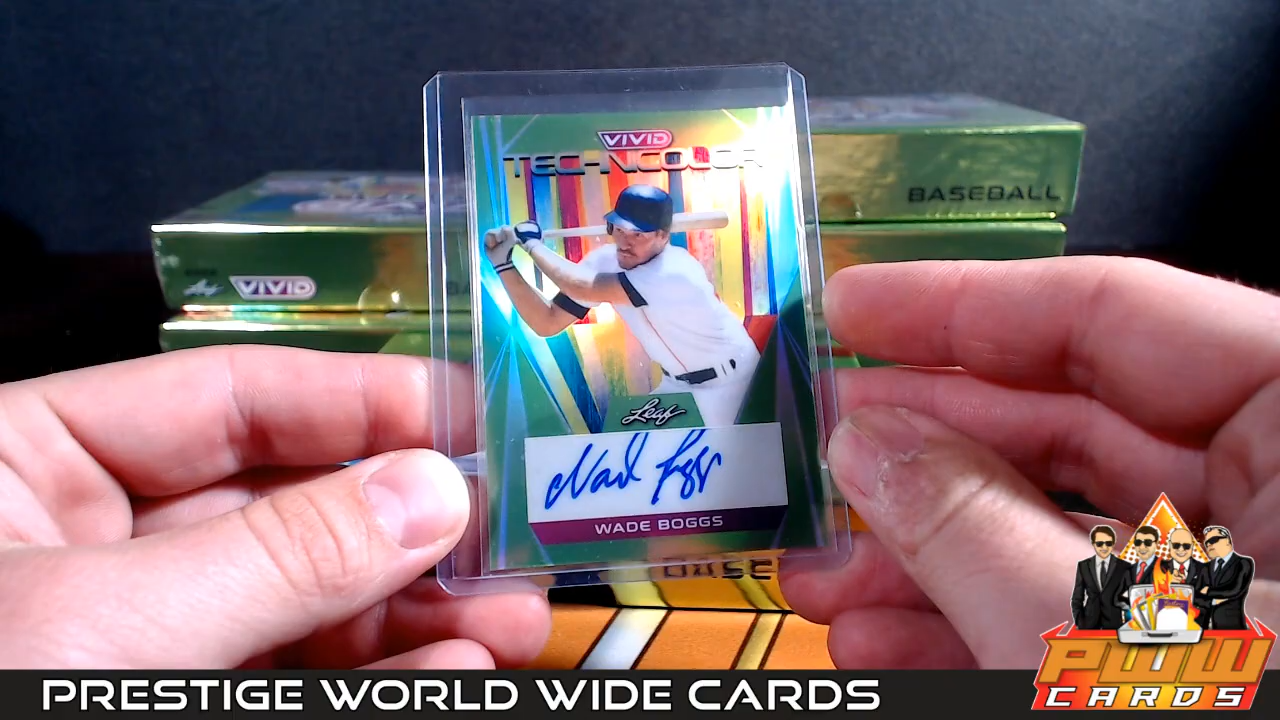 VIVID
TECHNICOLOR
BASEBALL
Leaf
VIVID
Leaf
Wade Boggs
WADE BOGGS
PRESTIGE WORLD WIDE CARDS
PWW
CARDS